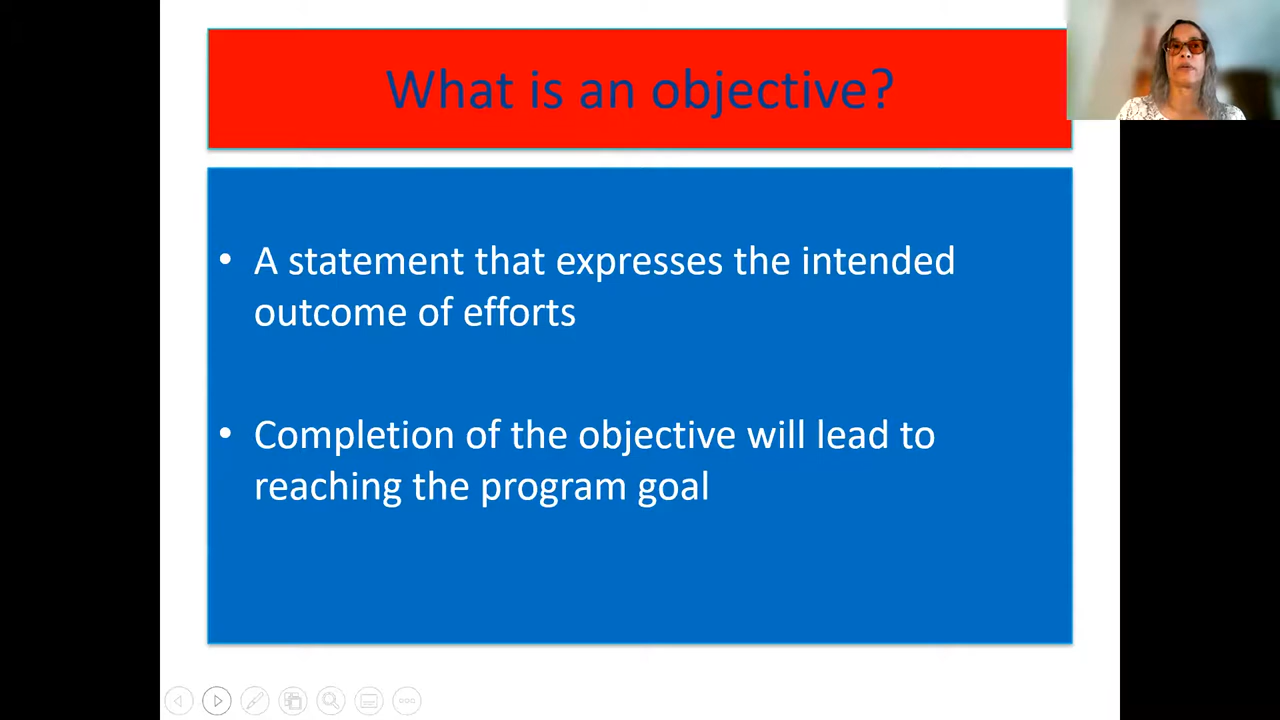 What is an objective?
• A statement that expresses the intended
outcome of efforts
• Completion of the objective will lead to
reaching the program goal